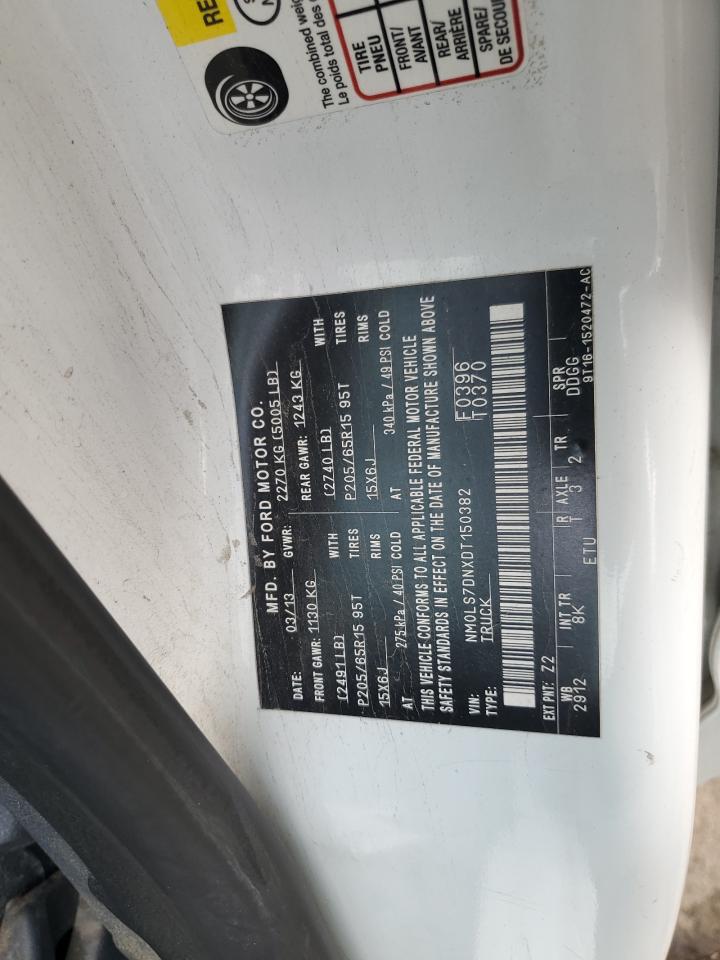 RE
The combined weig
Le poids total des
TIRE
PNEU
FRONT/
AVANT
REAR/
ARRIÈRE
SPARE/
DE SECOU
MFD. BY FORD MOTOR CO.
DATE: 03/13 GVWR: 2270 KG (5005 LB)
FRONT GAWR: 1130 KG REAR GAWR: 1243 KG
(2491LB) WITH (2740 LB) WITH
P205/65R15 95T TIRES P205/65R15 95T TIRES
15X6J RIMS 15X6J RIMS
AT 275 kPa / 40 PSI COLD AT 340 kPa / 49 PSI COLD
THIS VEHICLE CONFORMS TO ALL APPLICABLE FEDERAL MOTOR VEHICLE
SAFETY STANDARDS IN EFFECT ON THE DATE OF MANUFACTURE SHOWN ABOVE
VIN: NM0LS7DNXDT150382 F0396
TYPE: TRUCK T0370
EXT PNT: Z2 R AXLE TR SPR
WB INT TR
2912 8K T 3 2 DDGG
ETU 9T16-1520472-AC